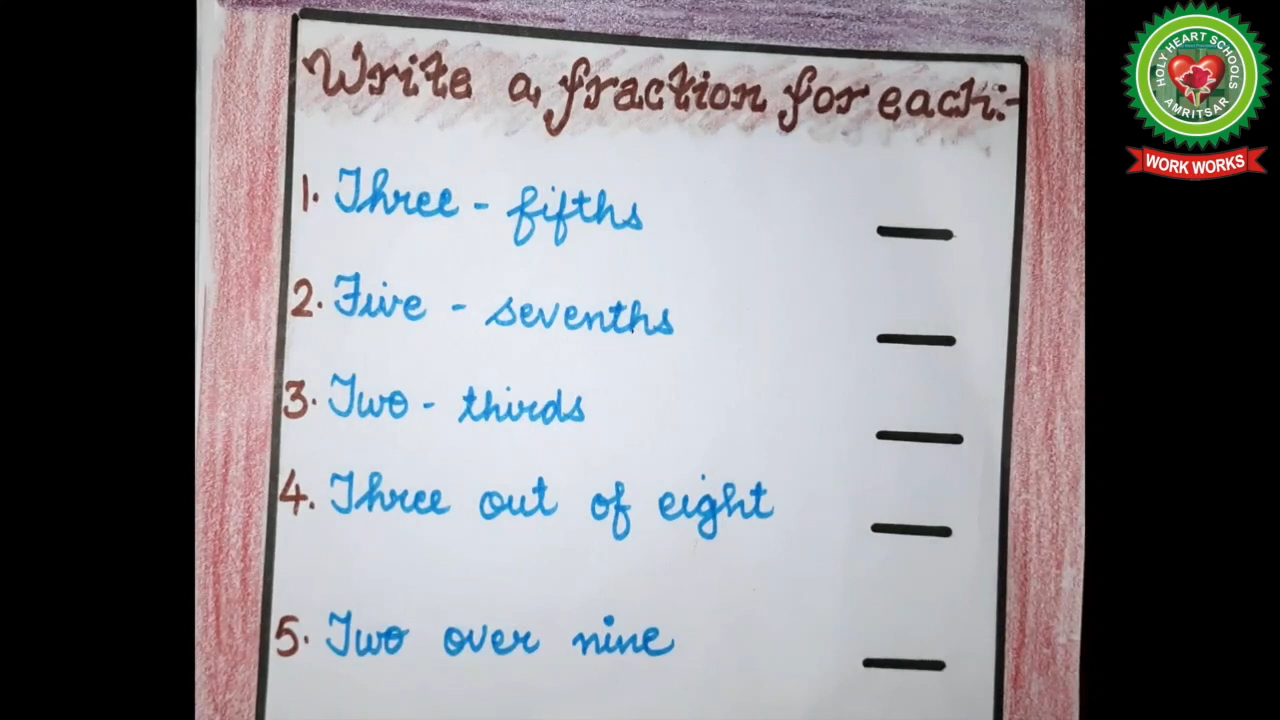 Write a fraction for each:-
1. Three - fifths
2. Five - sevenths
3. Two - thirds
4. Three out of eight
5. Two over nine
HOLY HEART SCHOOLS
AMRITSAR
WORK WORKS